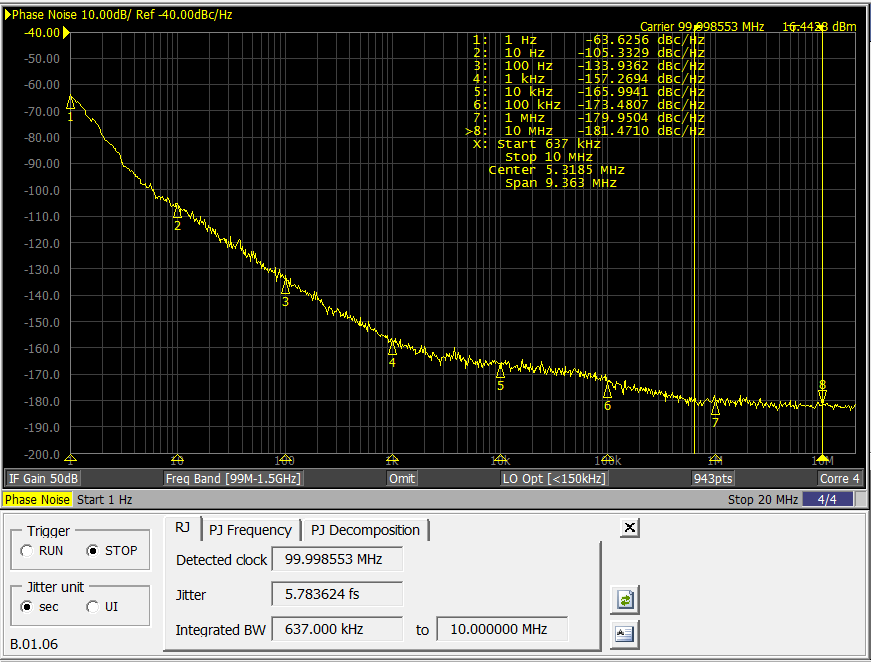 Phase Noise 10.00dB/ Ref -40.00dBc/Hz
Carrier 99.998553 MHz 16.4428 dBm
-40.00
-50.00
-60.00
-70.00
-80.00
-90.00
-100.0
-110.0
-120.0
-130.0
-140.0
-150.0
-160.0
-170.0
-180.0
-190.0
-200.0
1: 1 Hz -63.6256 dBc/Hz
2: 10 Hz -105.3329 dBc/Hz
3: 100 Hz -133.9362 dBc/Hz
4: 1 kHz -157.2694 dBc/Hz
5: 10 kHz -165.9941 dBc/Hz
6: 100 kHz -173.4807 dBc/Hz
7: 1 MHz -179.9504 dBc/Hz
>8: 10 MHz -181.4710 dBc/Hz
X: Start 637 kHz
Stop 10 MHz
Center 5.3185 MHz
Span 9.363 MHz
1
2
3
4
5
6
7
8
1 10 100 1k 10k 100k 1M 10M
IF Gain 50dB Freq Band [99M-1.5GHz] Omit LO Opt [<150kHz] 943pts Corre 4
Phase Noise Start 1 Hz Stop 20 MHz 4/4
Trigger
RUN STOP
Jitter unit
sec UI
B.01.06
RJ PJ Frequency PJ Decomposition
Detected clock 99.998553 MHz
Jitter 5.783624 fs
Integrated BW 637.000 kHz to 10.000000 MHz